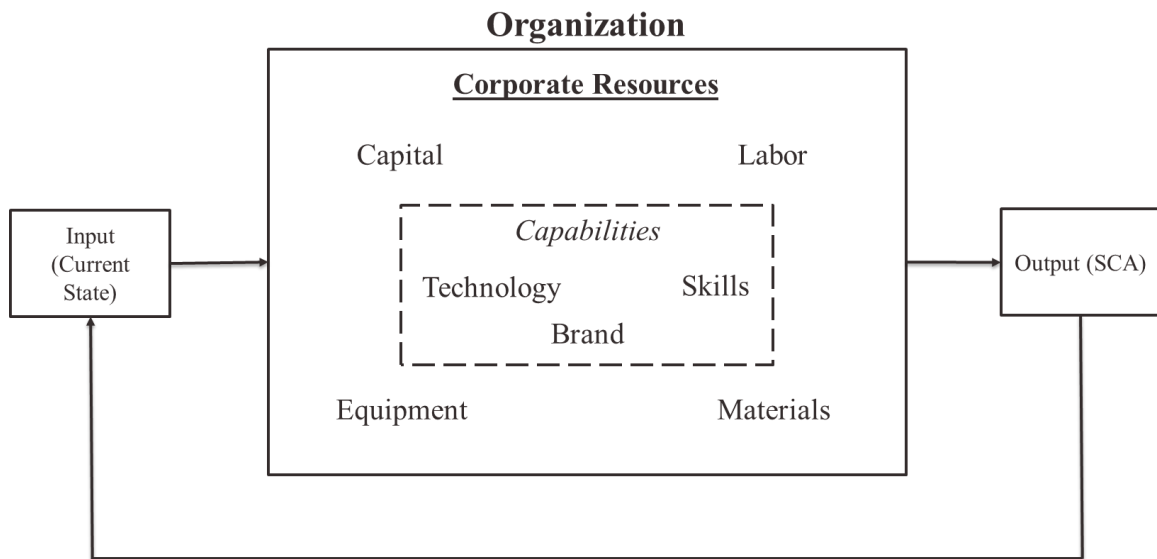 Organization
Corporate Resources
Capital Labor
Capabilities
Input
(Current
State)
Output (SCA)
Technology Skills
Brand
Equipment Materials